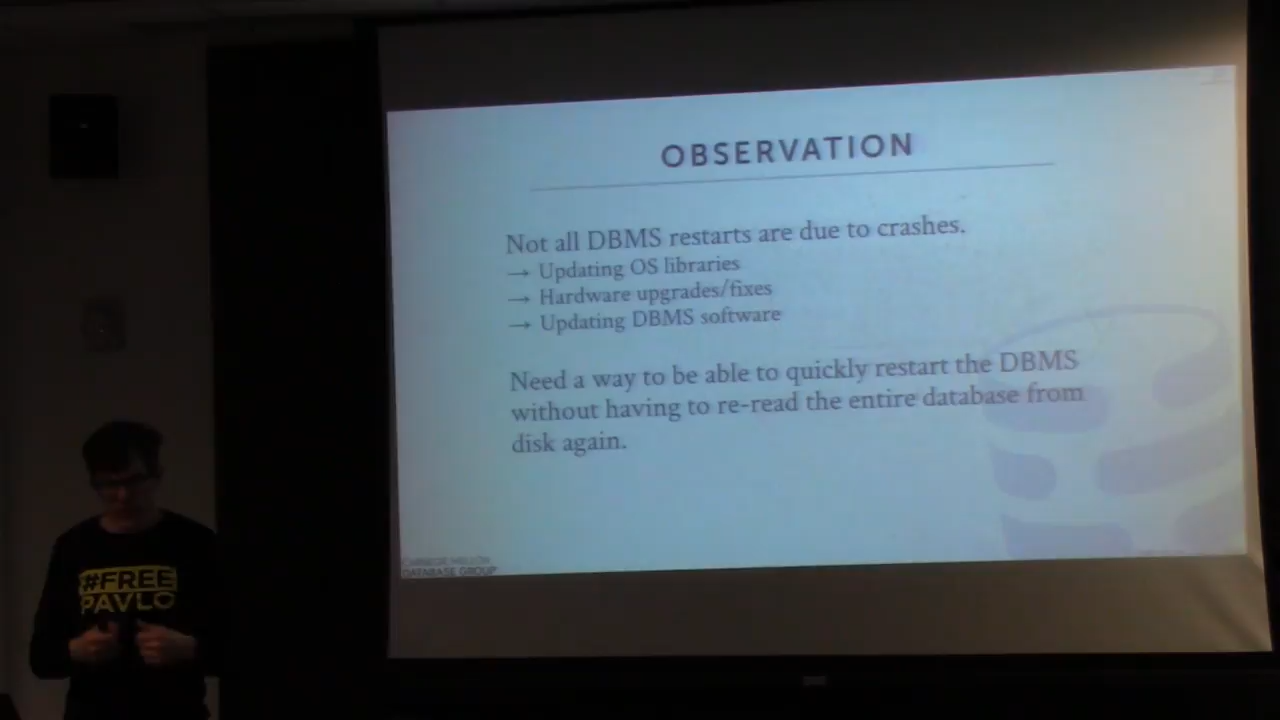 OBSERVATION
Not all DBMS restarts are due to crashes.
→ Updating OS libraries
→ Hardware upgrades/fixes
→ Updating DBMS software
Need a way to be able to quickly restart the DBMS
without having to re-read the entire database from
disk again.
CARNEGIE MELLON
DATABASE GROUP
#FREE
PAVLO